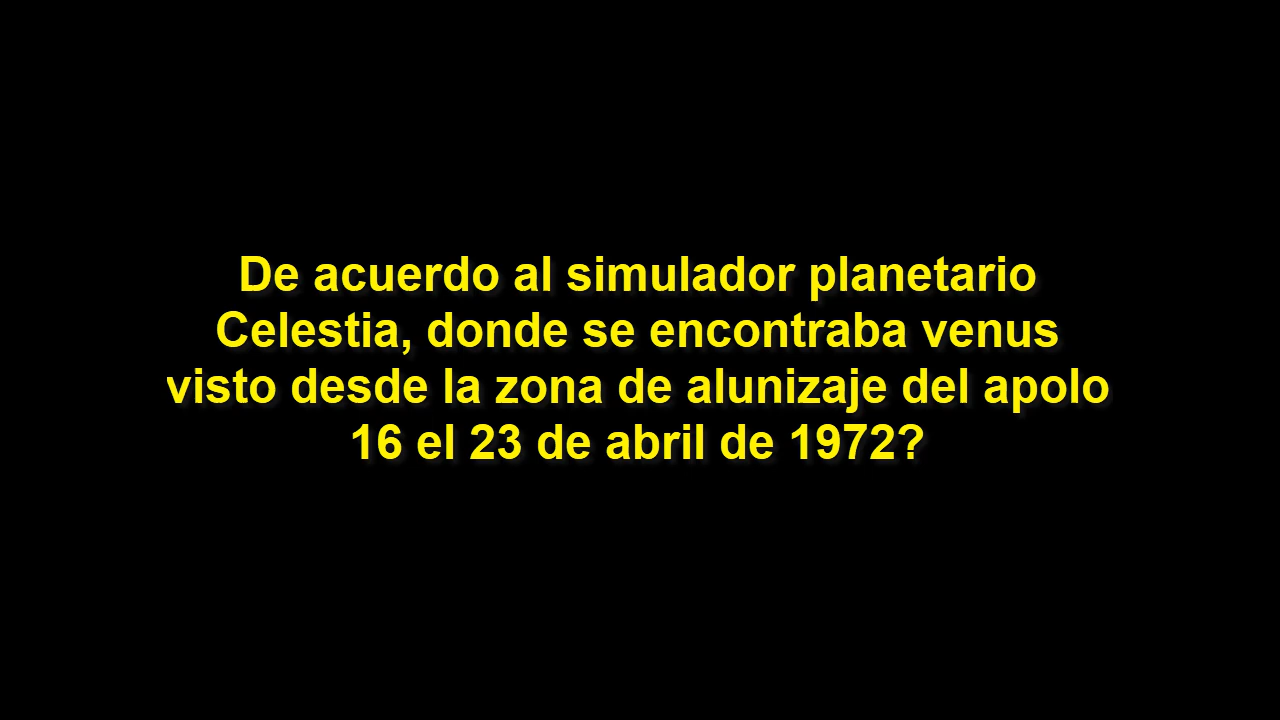 De acuerdo al simulador planetario
Celestia, donde se encontraba venus
visto desde la zona de alunizaje del apolo
16 el 23 de abril de 1972?